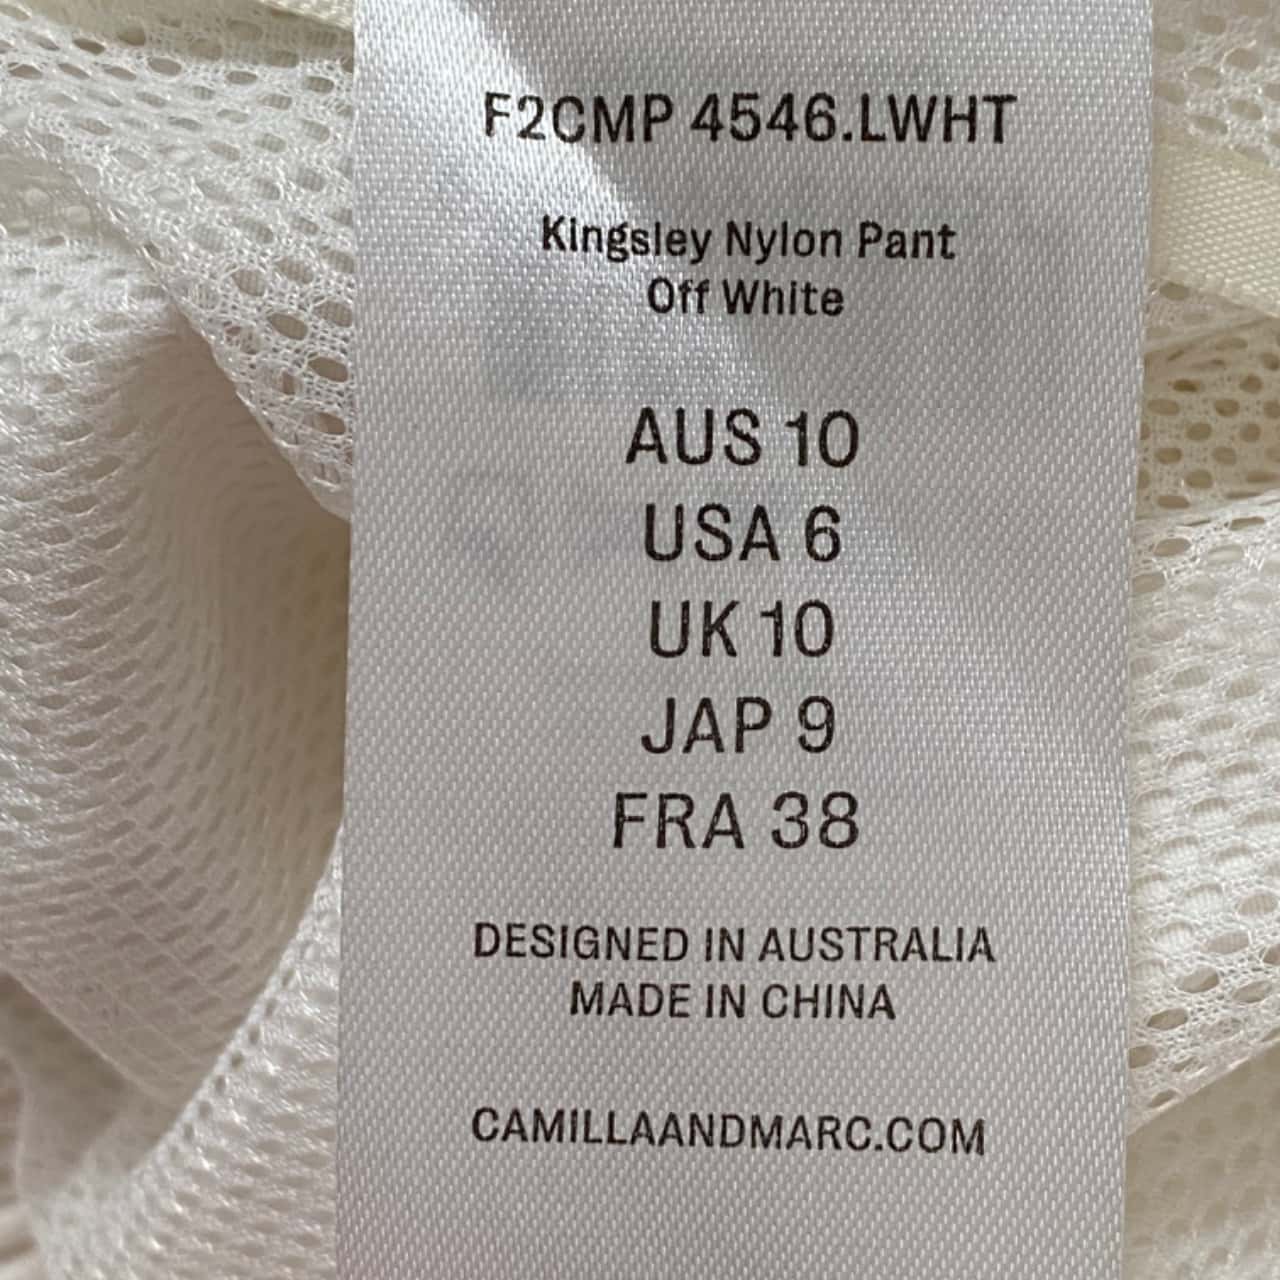 F2CMP 4546.LWHT
Kingsley Nylon Pant
Off White
AUS 10
USA 6
UK 10
JAP 9
FRA 38
DESIGNED IN AUSTRALIA
MADE IN CHINA
CAMILLAANDMARC.COM